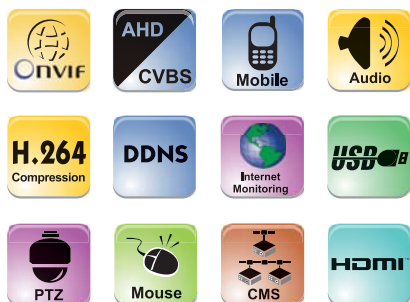 ONVIF
AHD
CVBS
Mobile
Audio
H.264
Compression
DDNS
Internet
Monitoring
USB
PTZ
Mouse
CMS
HDMI